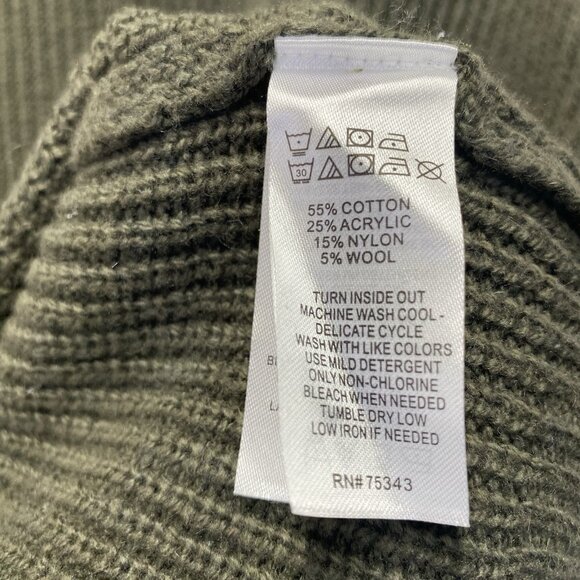 30
55% COTTON
25% ACRYLIC
15% NYLON
5% WOOL
TURN INSIDE OUT
MACHINE WASH COOL -
DELICATE CYCLE
WASH WITH LIKE COLORS
USE MILD DETERGENT
ONLY NON-CHLORINE
BLEACH WHEN NEEDED
TUMBLE DRY LOW
LOW IRON IF NEEDED
RN# 75343